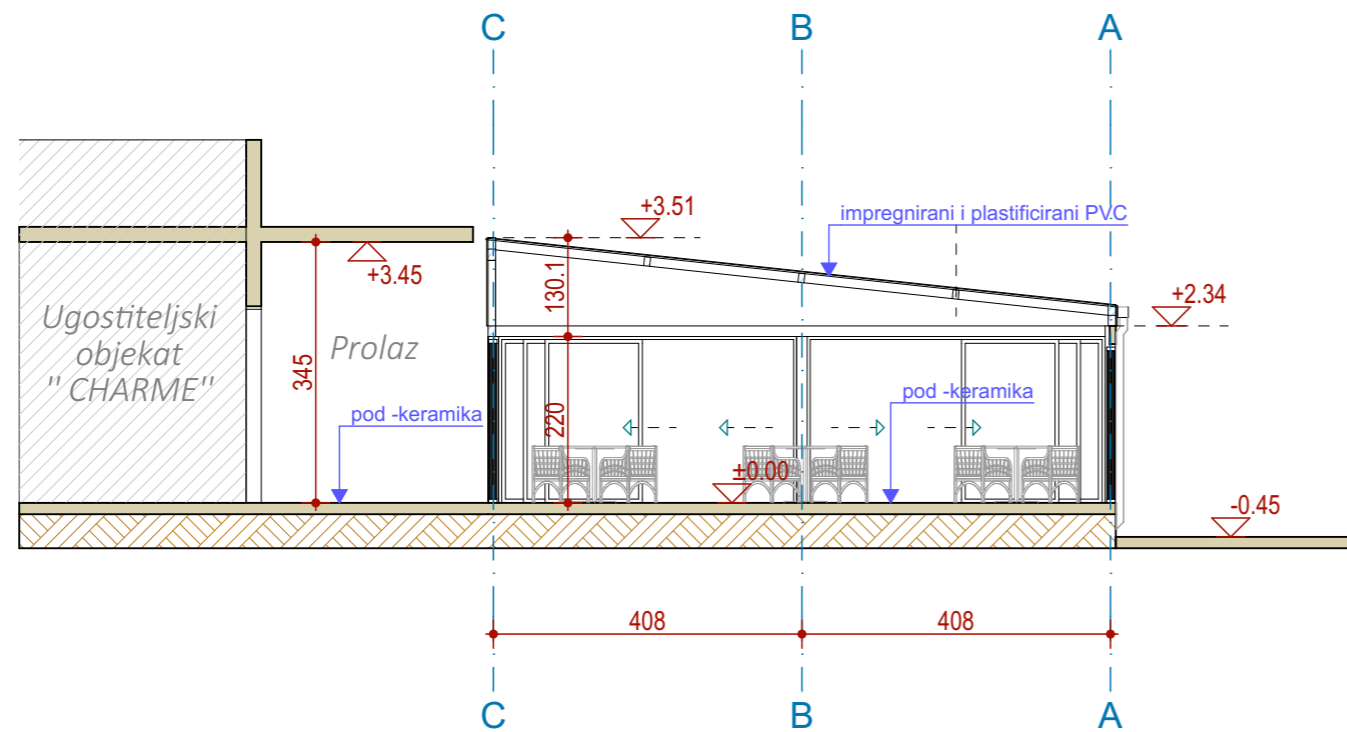 C
B
A
+3.51
impregnirani i plastificirani PVC
+3.45
130.1
+2.34
Ugostiteljski
objekat
" CHARME"
Prolaz
345
pod -keramika
pod -keramika
220
±0.00
-0.45
408
408
C
B
A